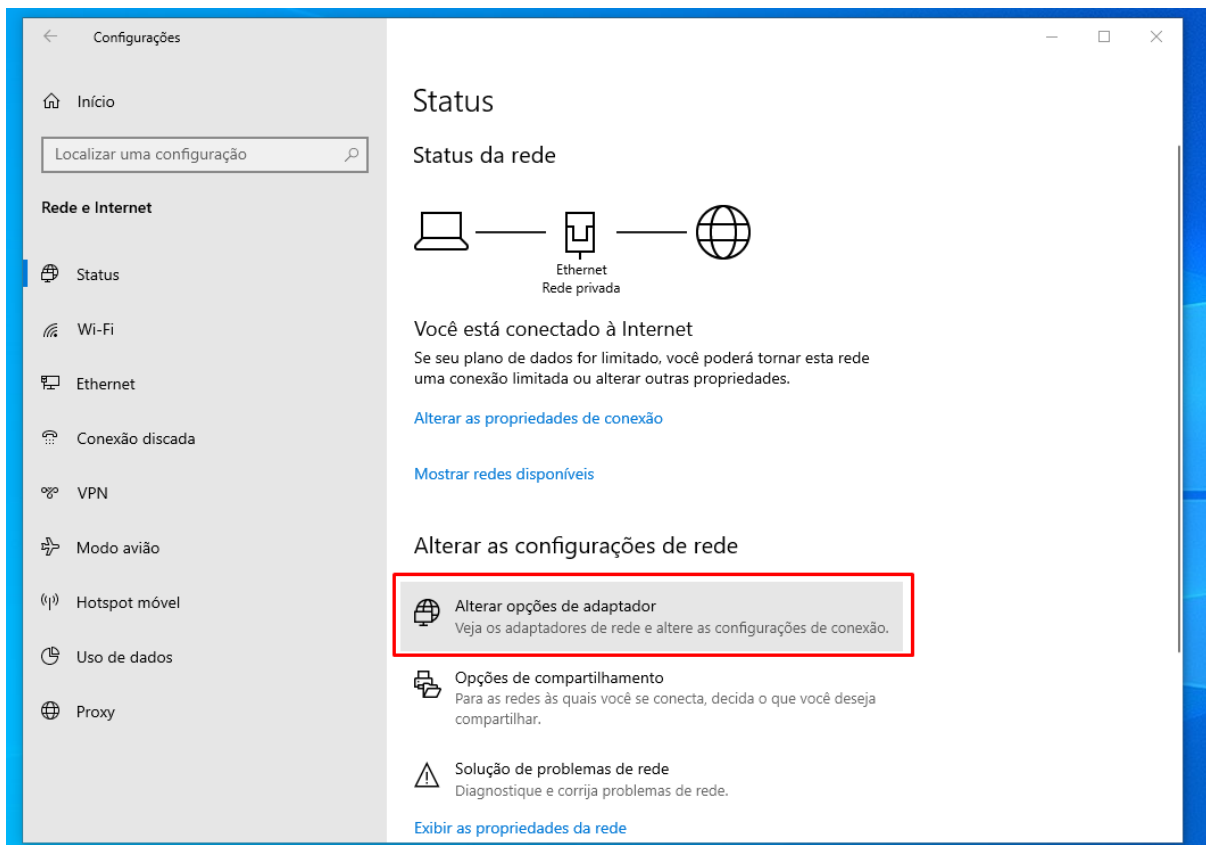 Configurações
Início
Localizar uma configuração
Rede e Internet
Status
Wi-Fi
Ethernet
Conexão discada
VPN
Modo avião
Hotspot móvel
Uso de dados
Proxy
Status
Status da rede
Ethernet
Rede privada
Você está conectado à Internet
Se seu plano de dados for limitado, você poderá tornar esta rede
uma conexão limitada ou alterar outras propriedades.
Alterar as propriedades de conexão
Mostrar redes disponíveis
Alterar as configurações de rede
Alterar opções de adaptador
Veja os adaptadores de rede e altere as configurações de conexão.
Opções de compartilhamento
Para as redes às quais você se conecta, decida o que você deseja
compartilhar.
Solução de problemas de rede
Diagnostique e corrija problemas de rede.
Exibir as propriedades da rede